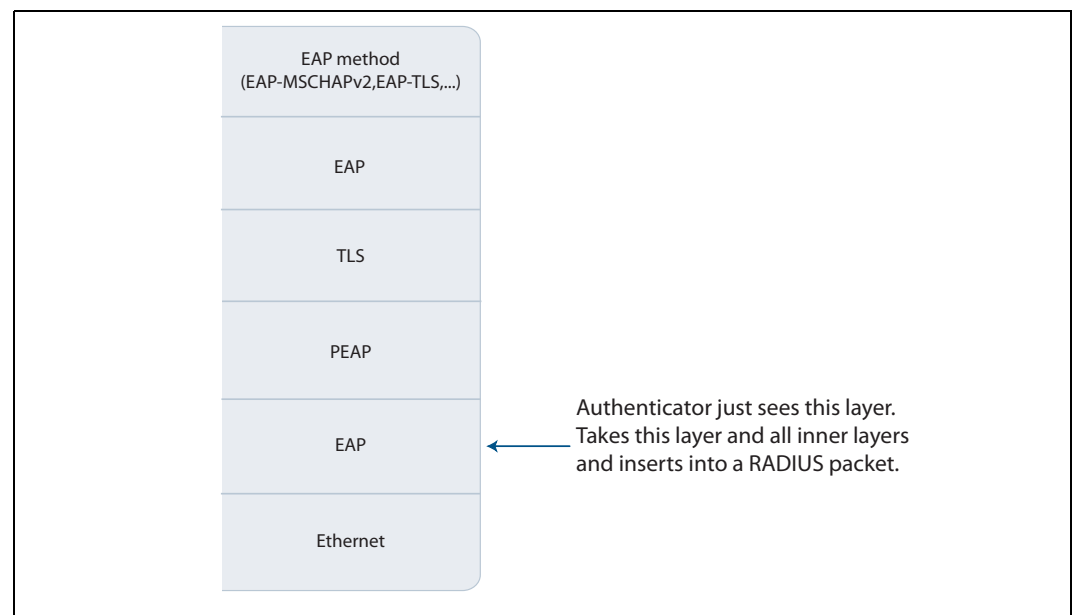 EAP method
(EAP-MSCHAPv2,EAP-TLS,...)
EAP
TLS
PEAP
EAP
Authenticator just sees this layer.
Takes this layer and all inner layers
and inserts into a RADIUS packet.
Ethernet